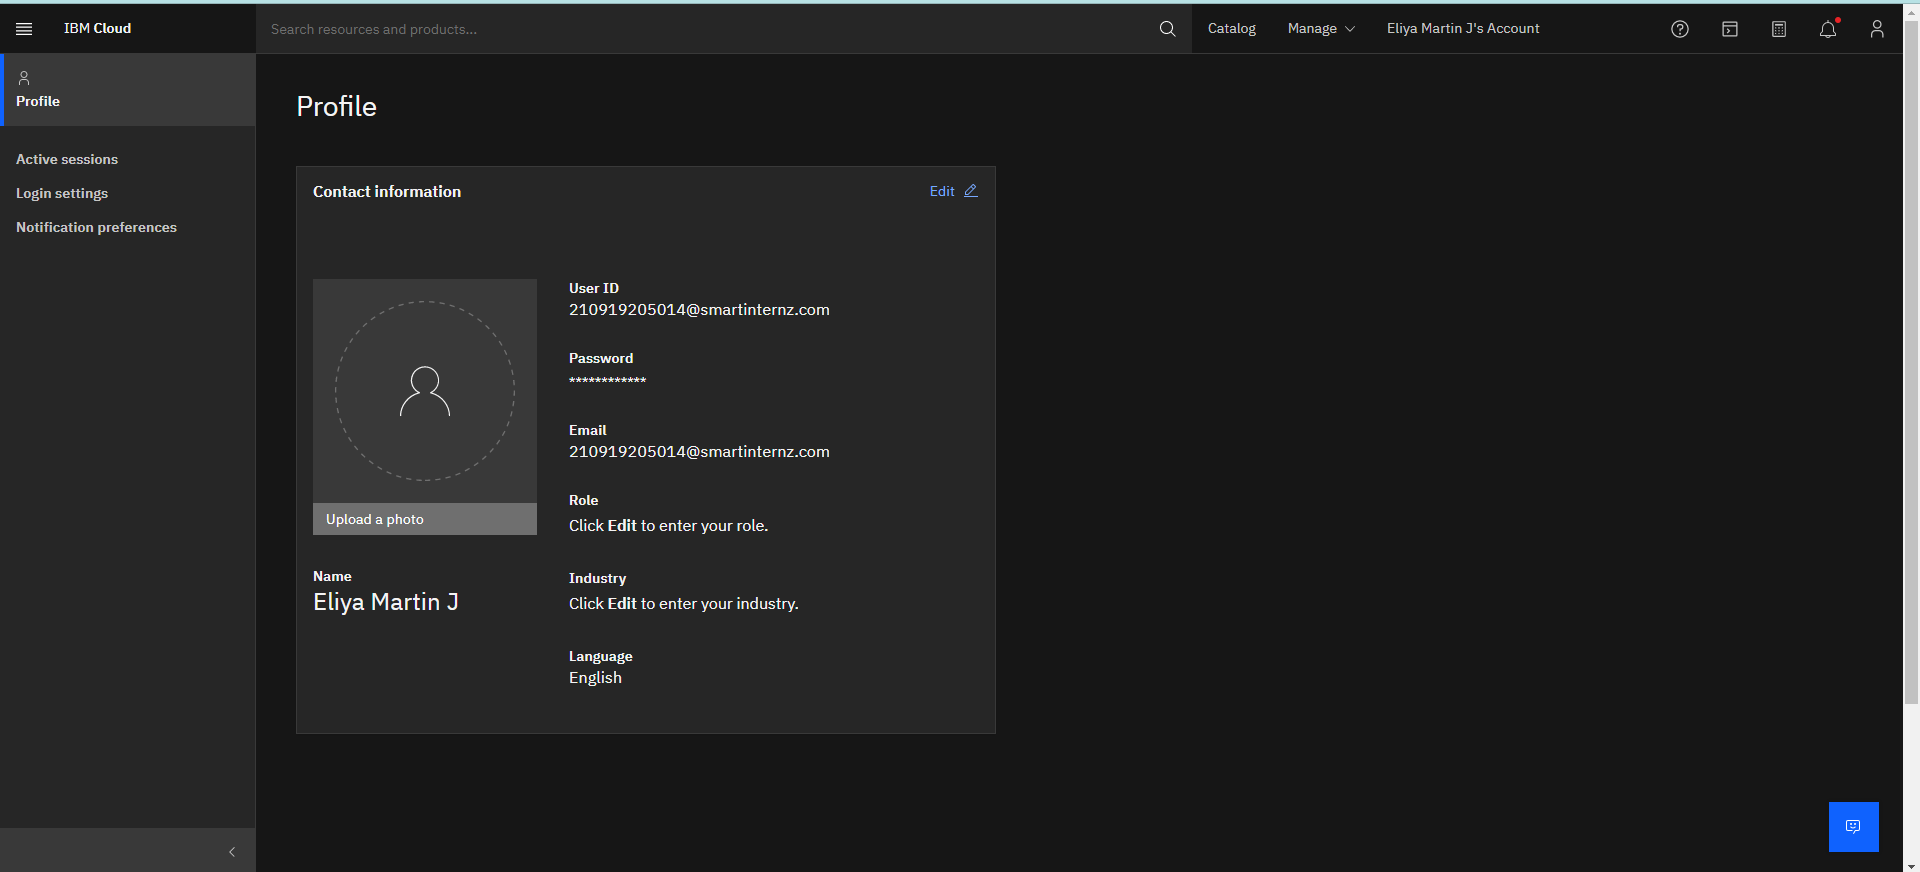 IBM Cloud
Search resources and products...
Catalog
Manage
Eliya Martin J's Account
Profile
Active sessions
Login settings
Notification preferences
Profile
Contact information
Edit
Upload a photo
Name
Eliya Martin J
User ID
210919205014@smartinternz.com
Password
************
Email
210919205014@smartinternz.com
Role
Click Edit to enter your role.
Industry
Click Edit to enter your industry.
Language
English